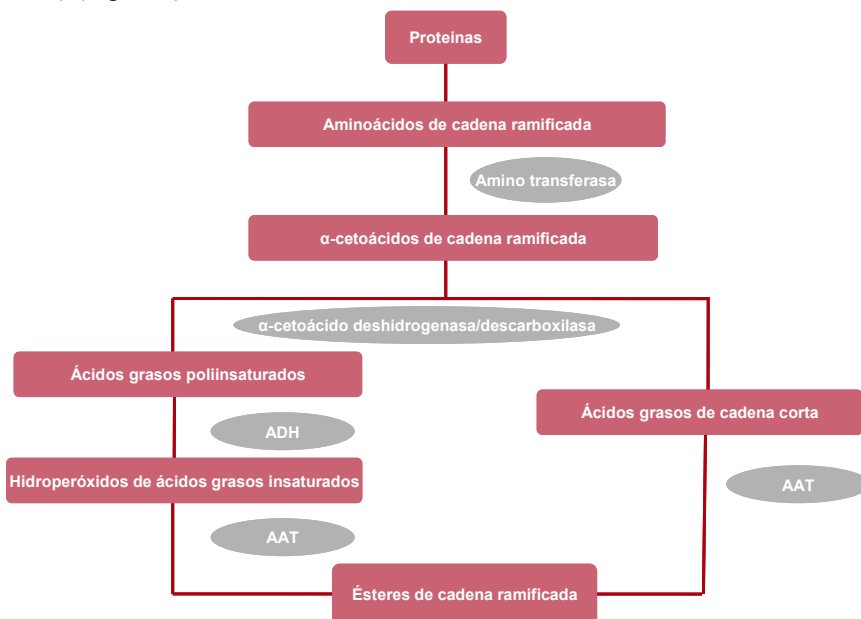 Proteinas
Aminoácidos de cadena ramificada
Amino transferasa
α-cetoácidos de cadena ramificada
α-cetoácido deshidrogenasa/descarboxilasa
Ácidos grasos poliinsaturados
Ácidos grasos de cadena corta
ADH
Hidroperóxidos de ácidos grasos insaturados
AAT
AAT
Ésteres de cadena ramificada